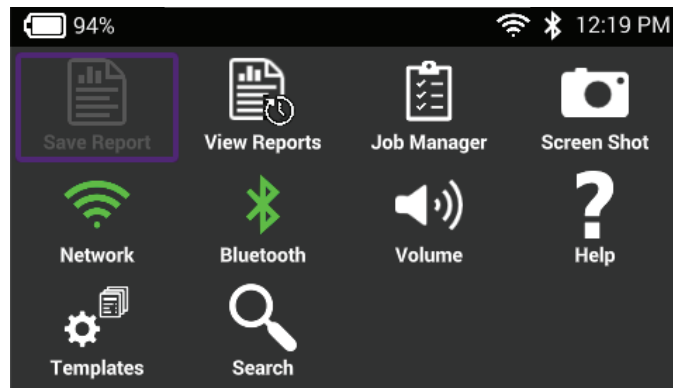 94% 12:19 PM
Save Report View Reports Job Manager Screen Shot
Network Bluetooth Volume Help
Templates Search